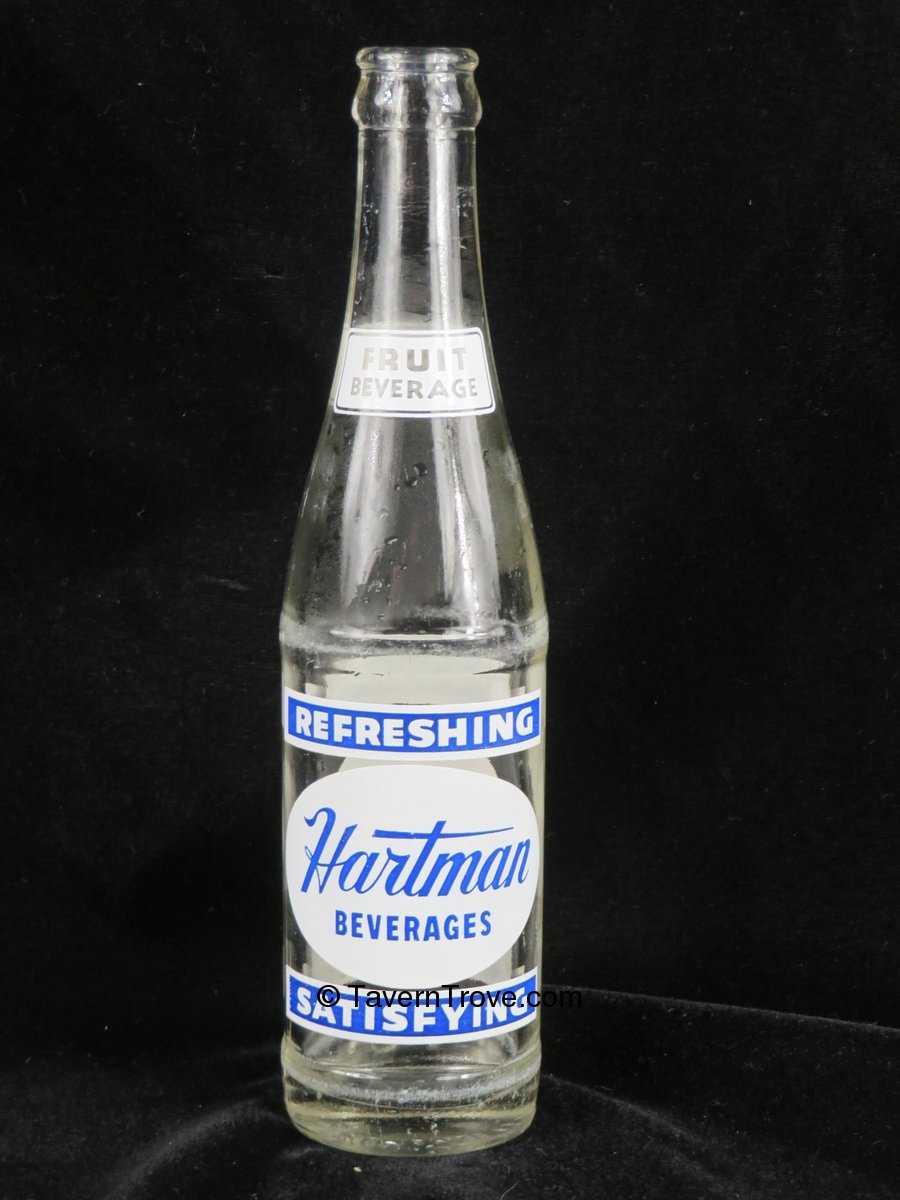 FRUIT
BEVERAGE
REFRESHING
Hartman
BEVERAGES
© TavernTrove.com
SATISFYING